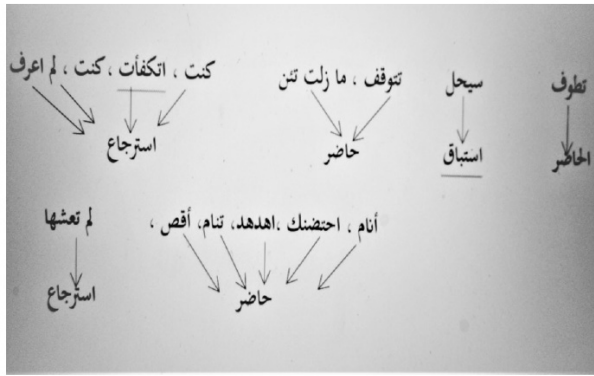 تطوف سيحل تتوقف ، ما زلت تئن كنت ، اتكفأت ، كنت ، لم اعرف
الحاضر استباق حاضر استرجاع
أنام ، احتضنك ،اهدهد، تنام، أقص ، لم تعشها
حاضر استرجاع